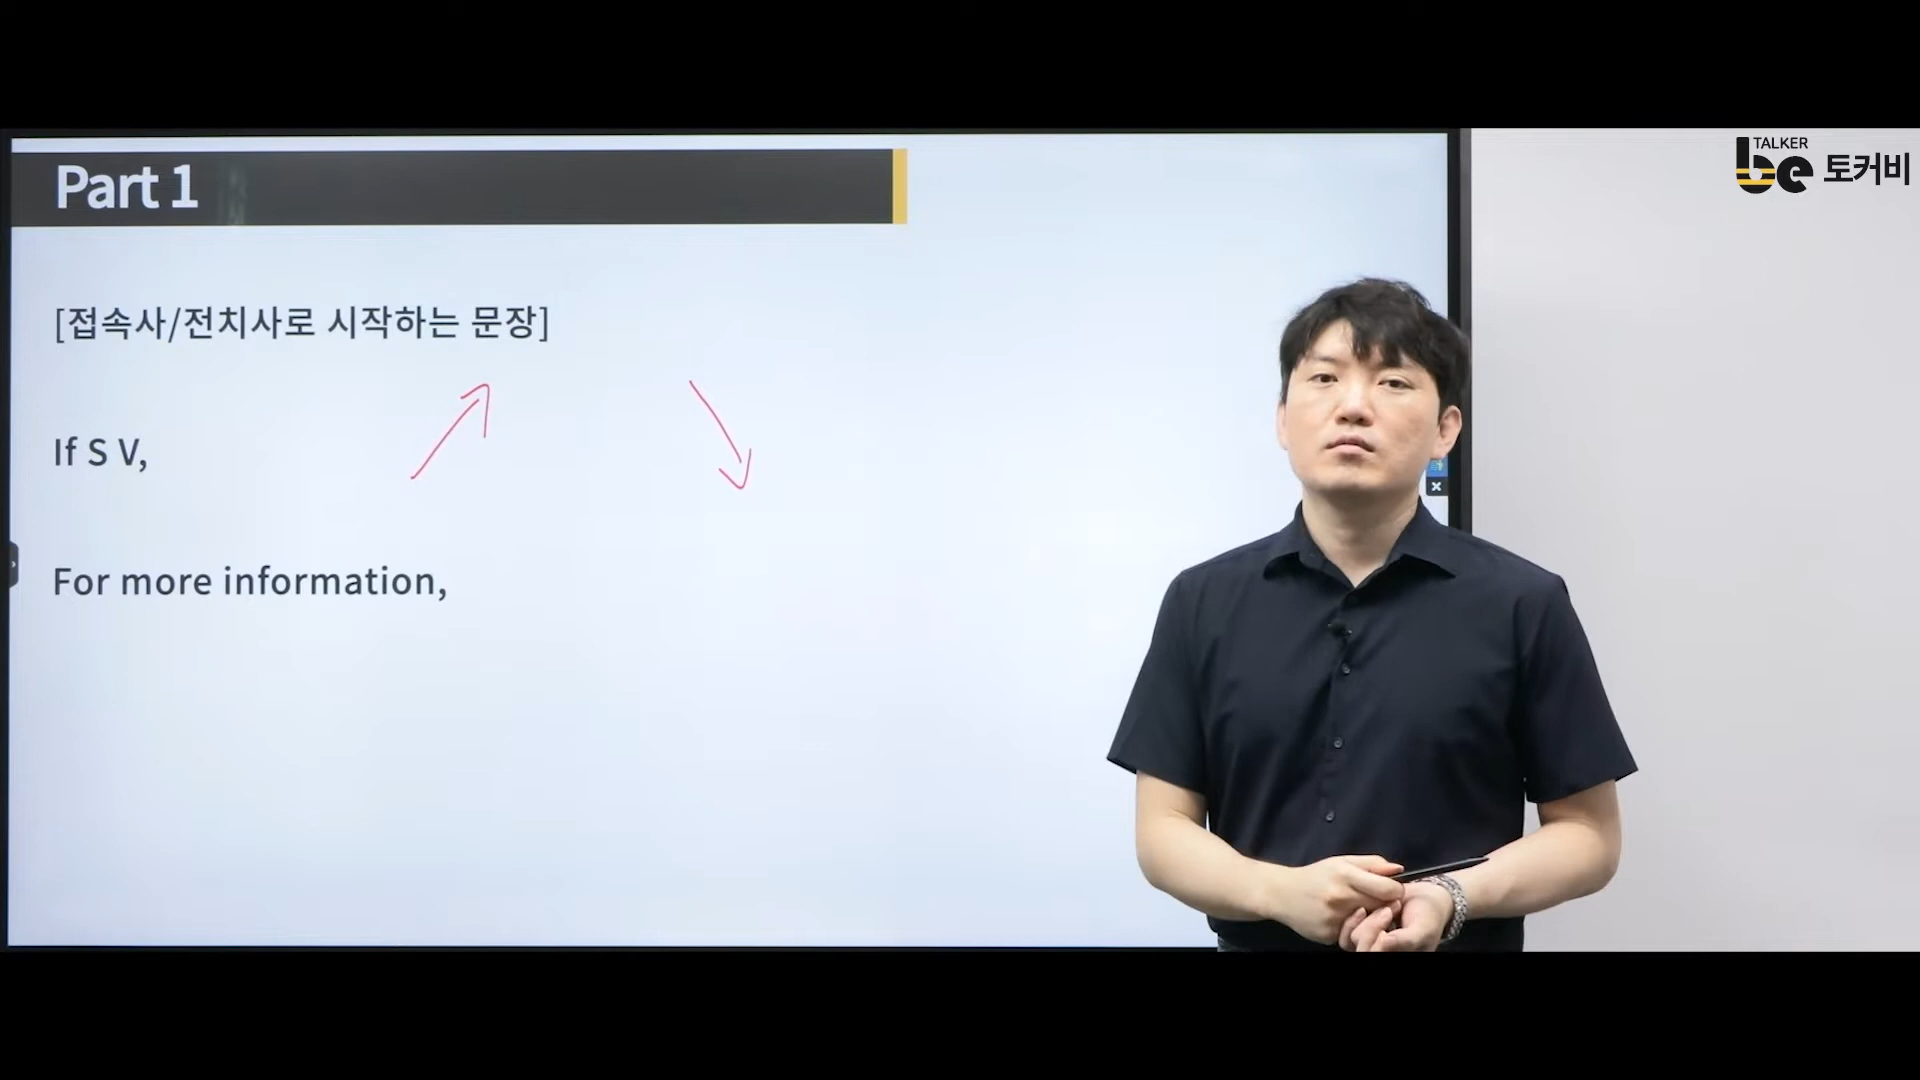 TALKER
be 토커비
Part 1
[접속사/전치사로 시작하는 문장]
If S V,
For more information,